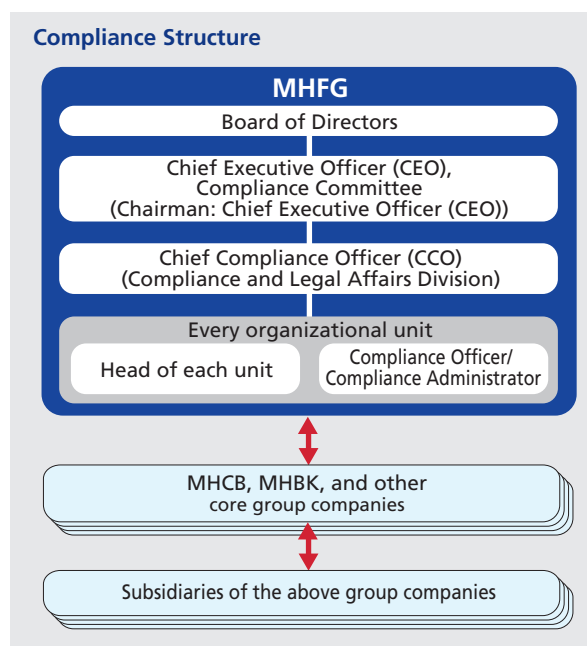 Compliance Structure
MHFG
Board of Directors
Chief Executive Officer (CEO),
Compliance Committee
(Chairman: Chief Executive Officer (CEO))
Chief Compliance Officer (CCO)
(Compliance and Legal Affairs Division)
Every organizational unit
Head of each unit
Compliance Officer/
Compliance Administrator
MHCB, MHBK, and other
core group companies
Subsidiaries of the above group companies